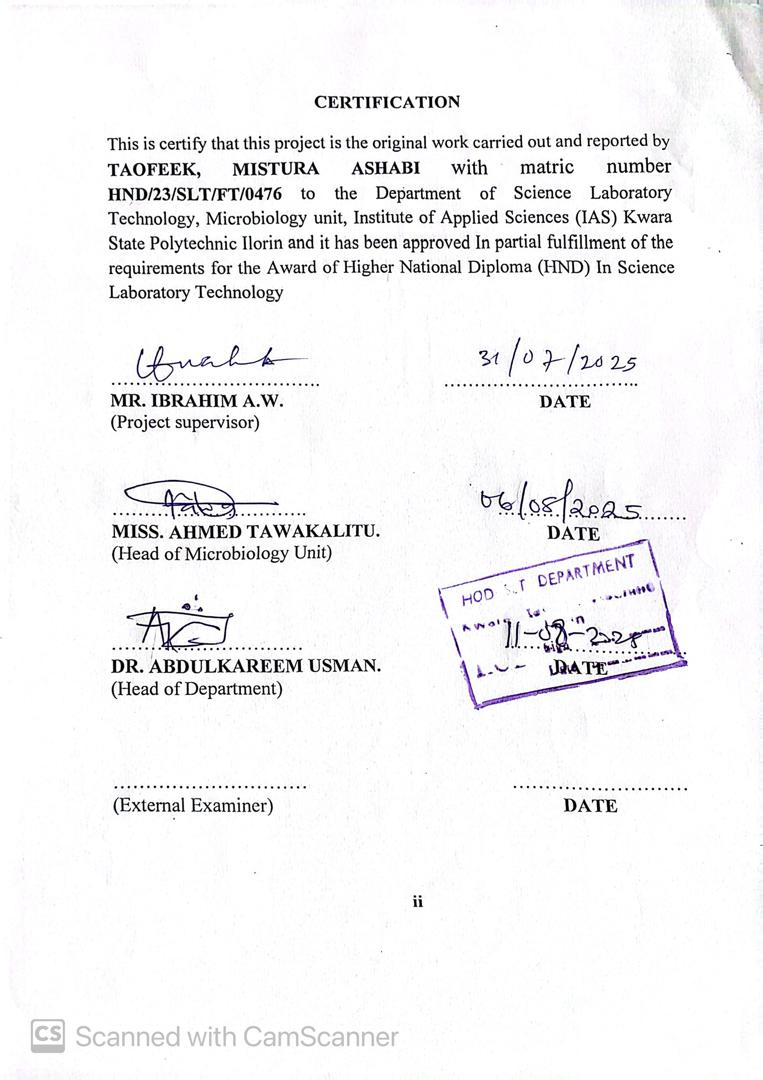 CERTIFICATION
This is certify that this project is the original work carried out and reported by
TAOFEEK, MISTURA ASHABI with matric number
HND/23/SLT/FT/0476 to the Department of Science Laboratory
Technology, Microbiology unit, Institute of Applied Sciences (IAS) Kwara
State Polytechnic Ilorin and it has been approved In partial fulfillment of the
requirements for the Award of Higher National Diploma (HND) In Science
Laboratory Technology
31/07/2025
MR. IBRAHIM A.W. DATE
(Project supervisor)
06/08/2025
MISS. AHMED TAWAKALITU. DATE
(Head of Microbiology Unit)
HOD DEPARTMENT
DR. ABDULKAREEM USMAN. DATE
(Head of Department)
(External Examiner) DATE
ii
CS Scanned with CamScanner